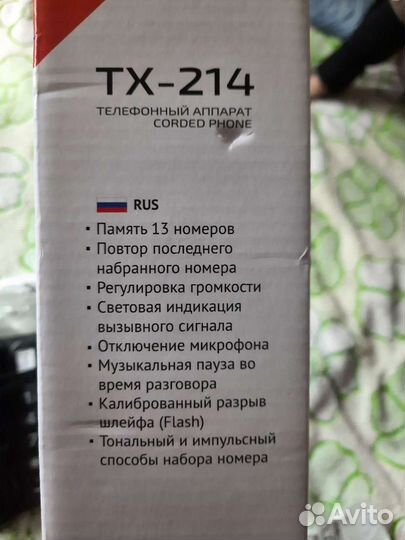 TX-214
ТЕЛЕФОННЫЙ АППАРАТ
CORDED PHONE
RUS
• Память 13 номеров
• Повтор последнего
набранного номера
• Регулировка громкости
• Световая индикация
вызывного сигнала
• Отключение микрофона
• Музыкальная пауза во
время разговора
• Калиброванный разрыв
шлейфа (Flash)
• Тональный и импульсный
способы набора номера
Avito